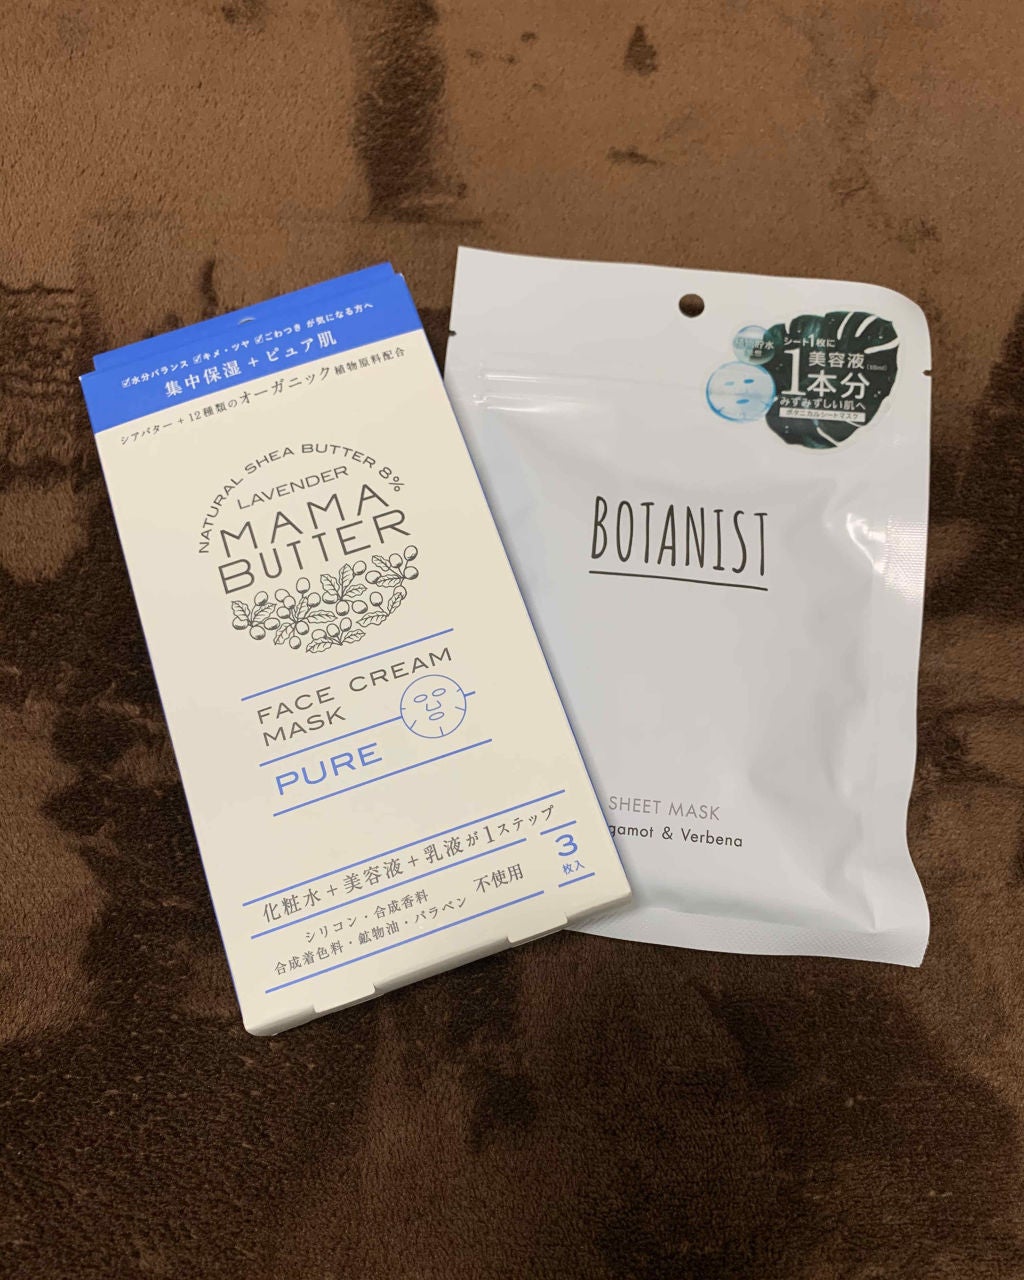 ☑水分バランス ☑キメ・ツヤ ☑ごわつき が気になる方へ
集中保湿 + ピュア肌
シアバター + 12種類のオーガニック植物原料配合
NATURAL SHEA BUTTER 8%
LAVENDER
MAMA
BUTTER
FACE CREAM
MASK
PURE
化粧水 + 美容液 + 乳液が1ステップ
シリコン・合成香料
合成着色料・鉱物油・パラベン
不使用
3
枚入
シート1枚に
美容液
1本分
みずみずしい肌へ
ボタニカルシートマスク
BOTANIST
SHEET MASK
gamot & Verbena